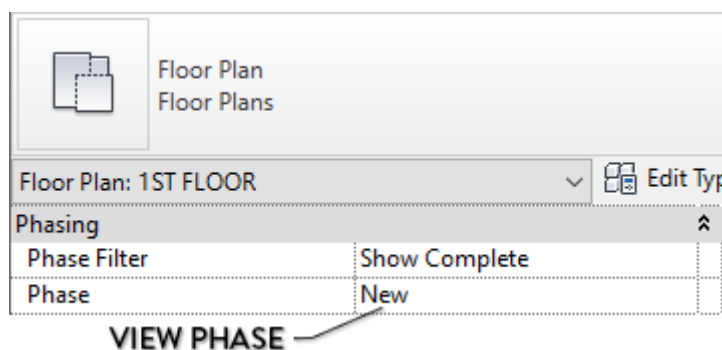 Floor Plan
Floor Plans
Floor Plan: 1ST FLOOR Edit Typ
Phasing
Phase Filter Show Complete
Phase New
VIEW PHASE